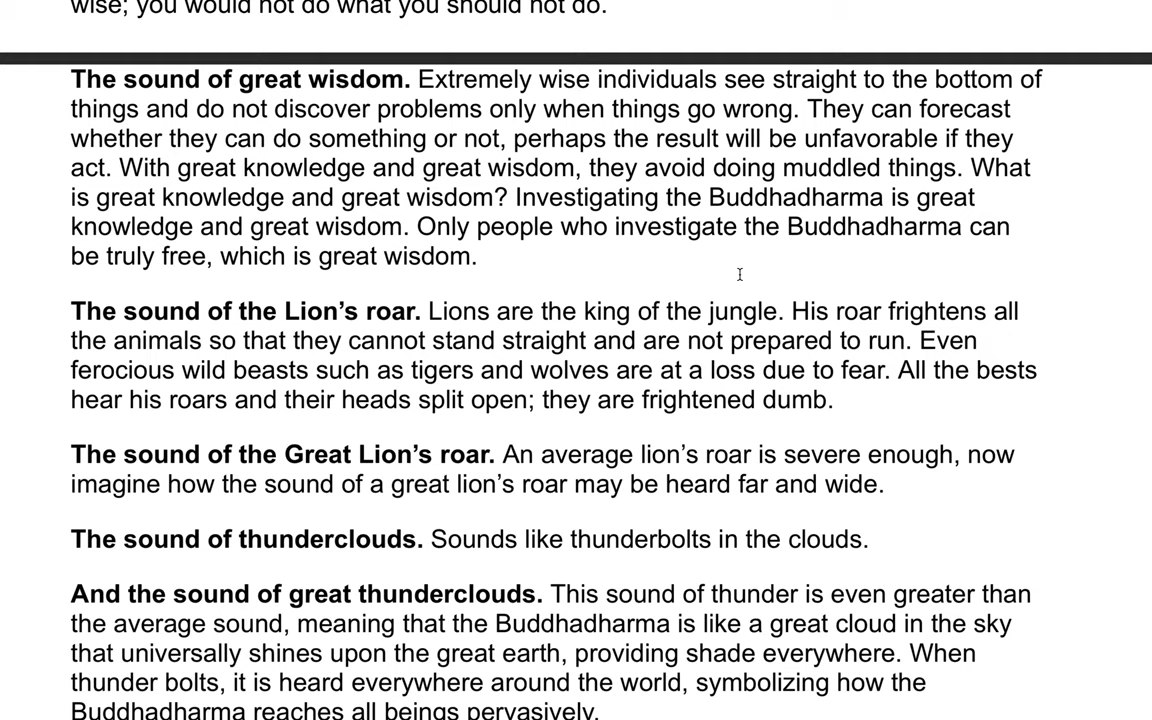 wise; you would not do what you should not do.
The sound of great wisdom. Extremely wise individuals see straight to the bottom of
things and do not discover problems only when things go wrong. They can forecast
whether they can do something or not, perhaps the result will be unfavorable if they
act. With great knowledge and great wisdom, they avoid doing muddled things. What
is great knowledge and great wisdom? Investigating the Buddhadharma is great
knowledge and great wisdom. Only people who investigate the Buddhadharma can
be truly free, which is great wisdom.
The sound of the Lion’s roar. Lions are the king of the jungle. His roar frightens all
the animals so that they cannot stand straight and are not prepared to run. Even
ferocious wild beasts such as tigers and wolves are at a loss due to fear. All the bests
hear his roars and their heads split open; they are frightened dumb.
The sound of the Great Lion’s roar. An average lion’s roar is severe enough, now
imagine how the sound of a great lion’s roar may be heard far and wide.
The sound of thunderclouds. Sounds like thunderbolts in the clouds.
And the sound of great thunderclouds. This sound of thunder is even greater than
the average sound, meaning that the Buddhadharma is like a great cloud in the sky
that universally shines upon the great earth, providing shade everywhere. When
thunder bolts, it is heard everywhere around the world, symbolizing how the
Buddhadharma reaches all beings pervasively.